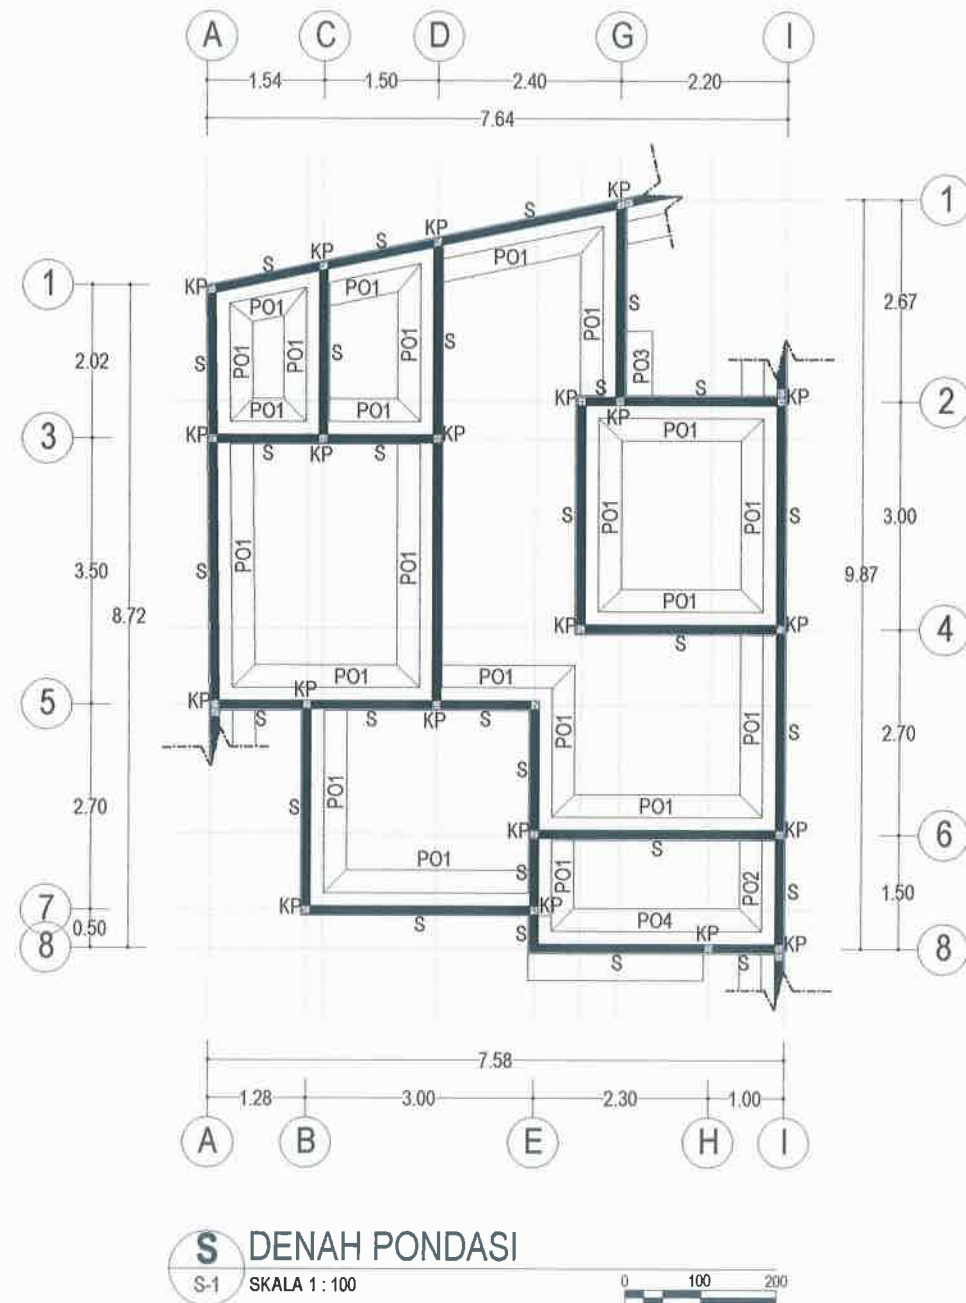 A C D G I
1.54 1.50 2.40 2.20
7.64
KP S 1
S KP
S KP PO1
1 KP S PO1 PO1 S 2.67
2.02 S PO1 PO1 S PO1 S PO1 PO3
S S 2
KP KP
PO1 PO1 KP PO1
3 KP KP KP
S S
3.50 S PO1 PO1 S PO1 PO1 S 3.00
8.72 9.87
PO1
KP KP 4
S
PO1 PO1
5 KP KP KP
S S S PO1 PO1 S 2.70
2.70 S PO1 S PO1
KP KP 6
PO1 S PO1 S PO2 S 1.50
7 KP KP PO4
0.50 S S KP KP
8 S S 8
7.58
1.28 3.00 2.30 1.00
A B E H I
S DENAH PONDASI
S-1 SKALA 1 : 100
0 100 200